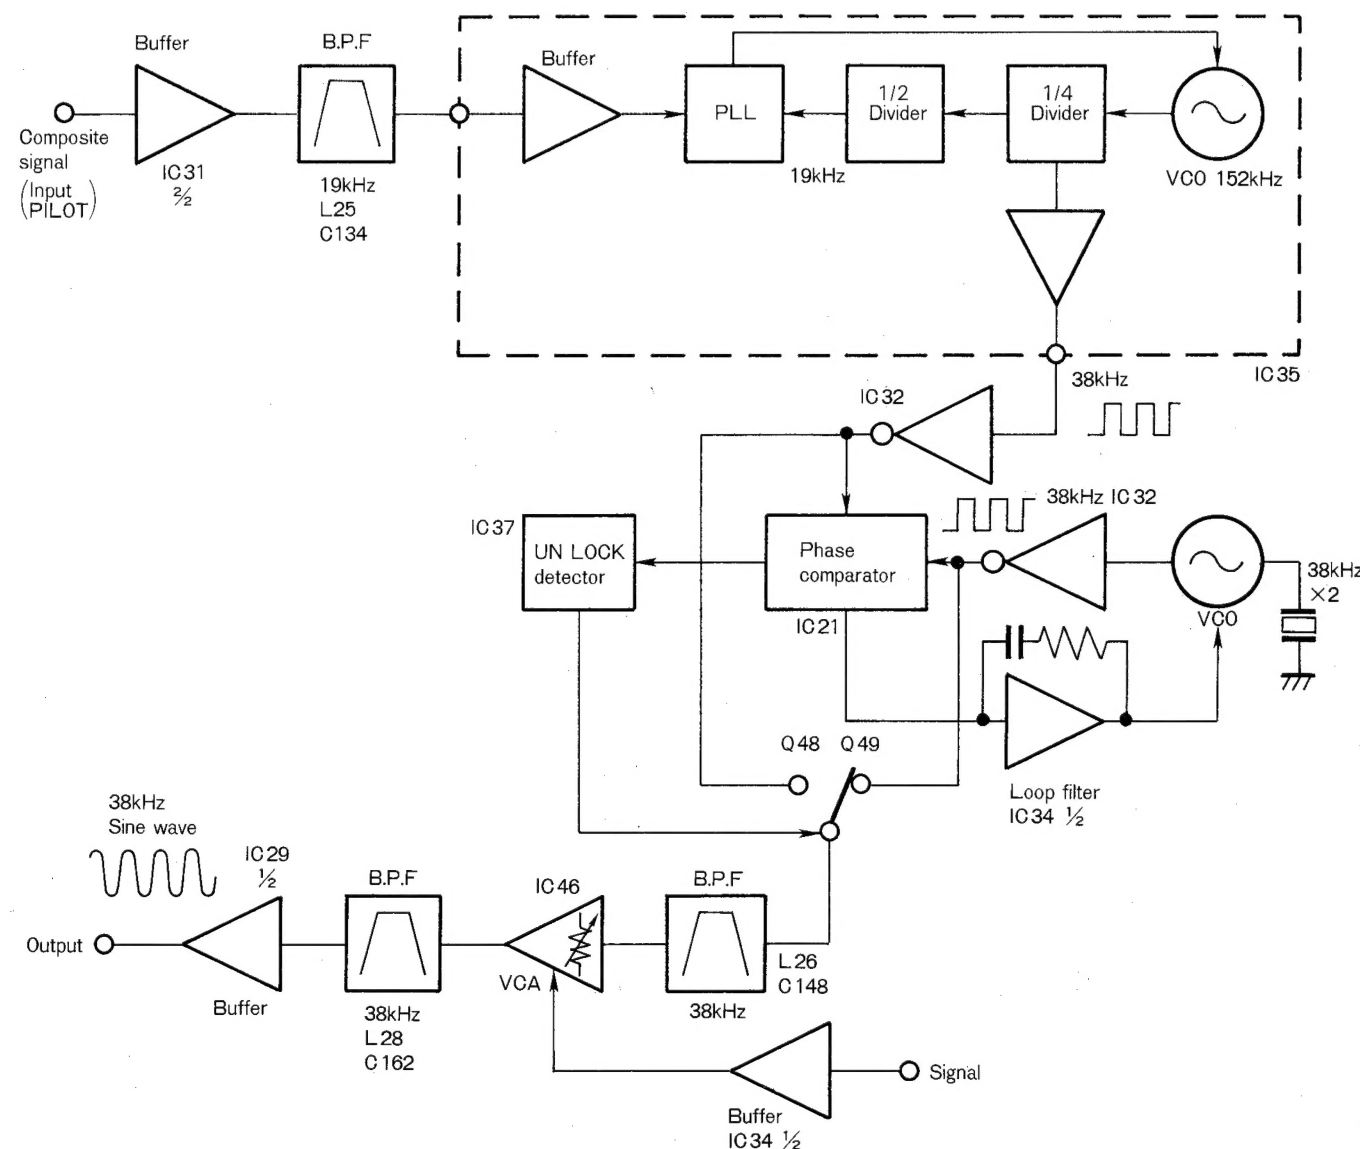 Buffer
B.P.F
Composite
signal
(Input
PILOT)
IC31
2/2
19kHz
L25
C134
Buffer
PLL
1/2
Divider
1/4
Divider
19kHz
VCO 152kHz
IC35
38kHz
IC32
38kHz IC32
IC37
UN LOCK
detector
Phase
comparator
IC21
VCO
38kHz
×2
Loop filter
IC34 1/2
Q48 Q49
38kHz
Sine wave
IC29
1/2
Output
Buffer
B.P.F
38kHz
L28
C162
IC46
VCA
B.P.F
38kHz
L26
C148
Signal
Buffer
IC34 1/2